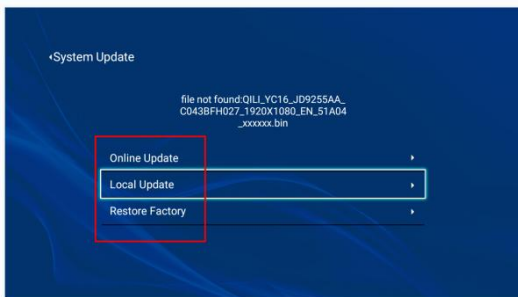 System Update
file not found:QILI_YC16_JD9255AA_
C043BFH027_1920X1080_EN_51A04
_xxxxxx.bin
Online Update
Local Update
Restore Factory